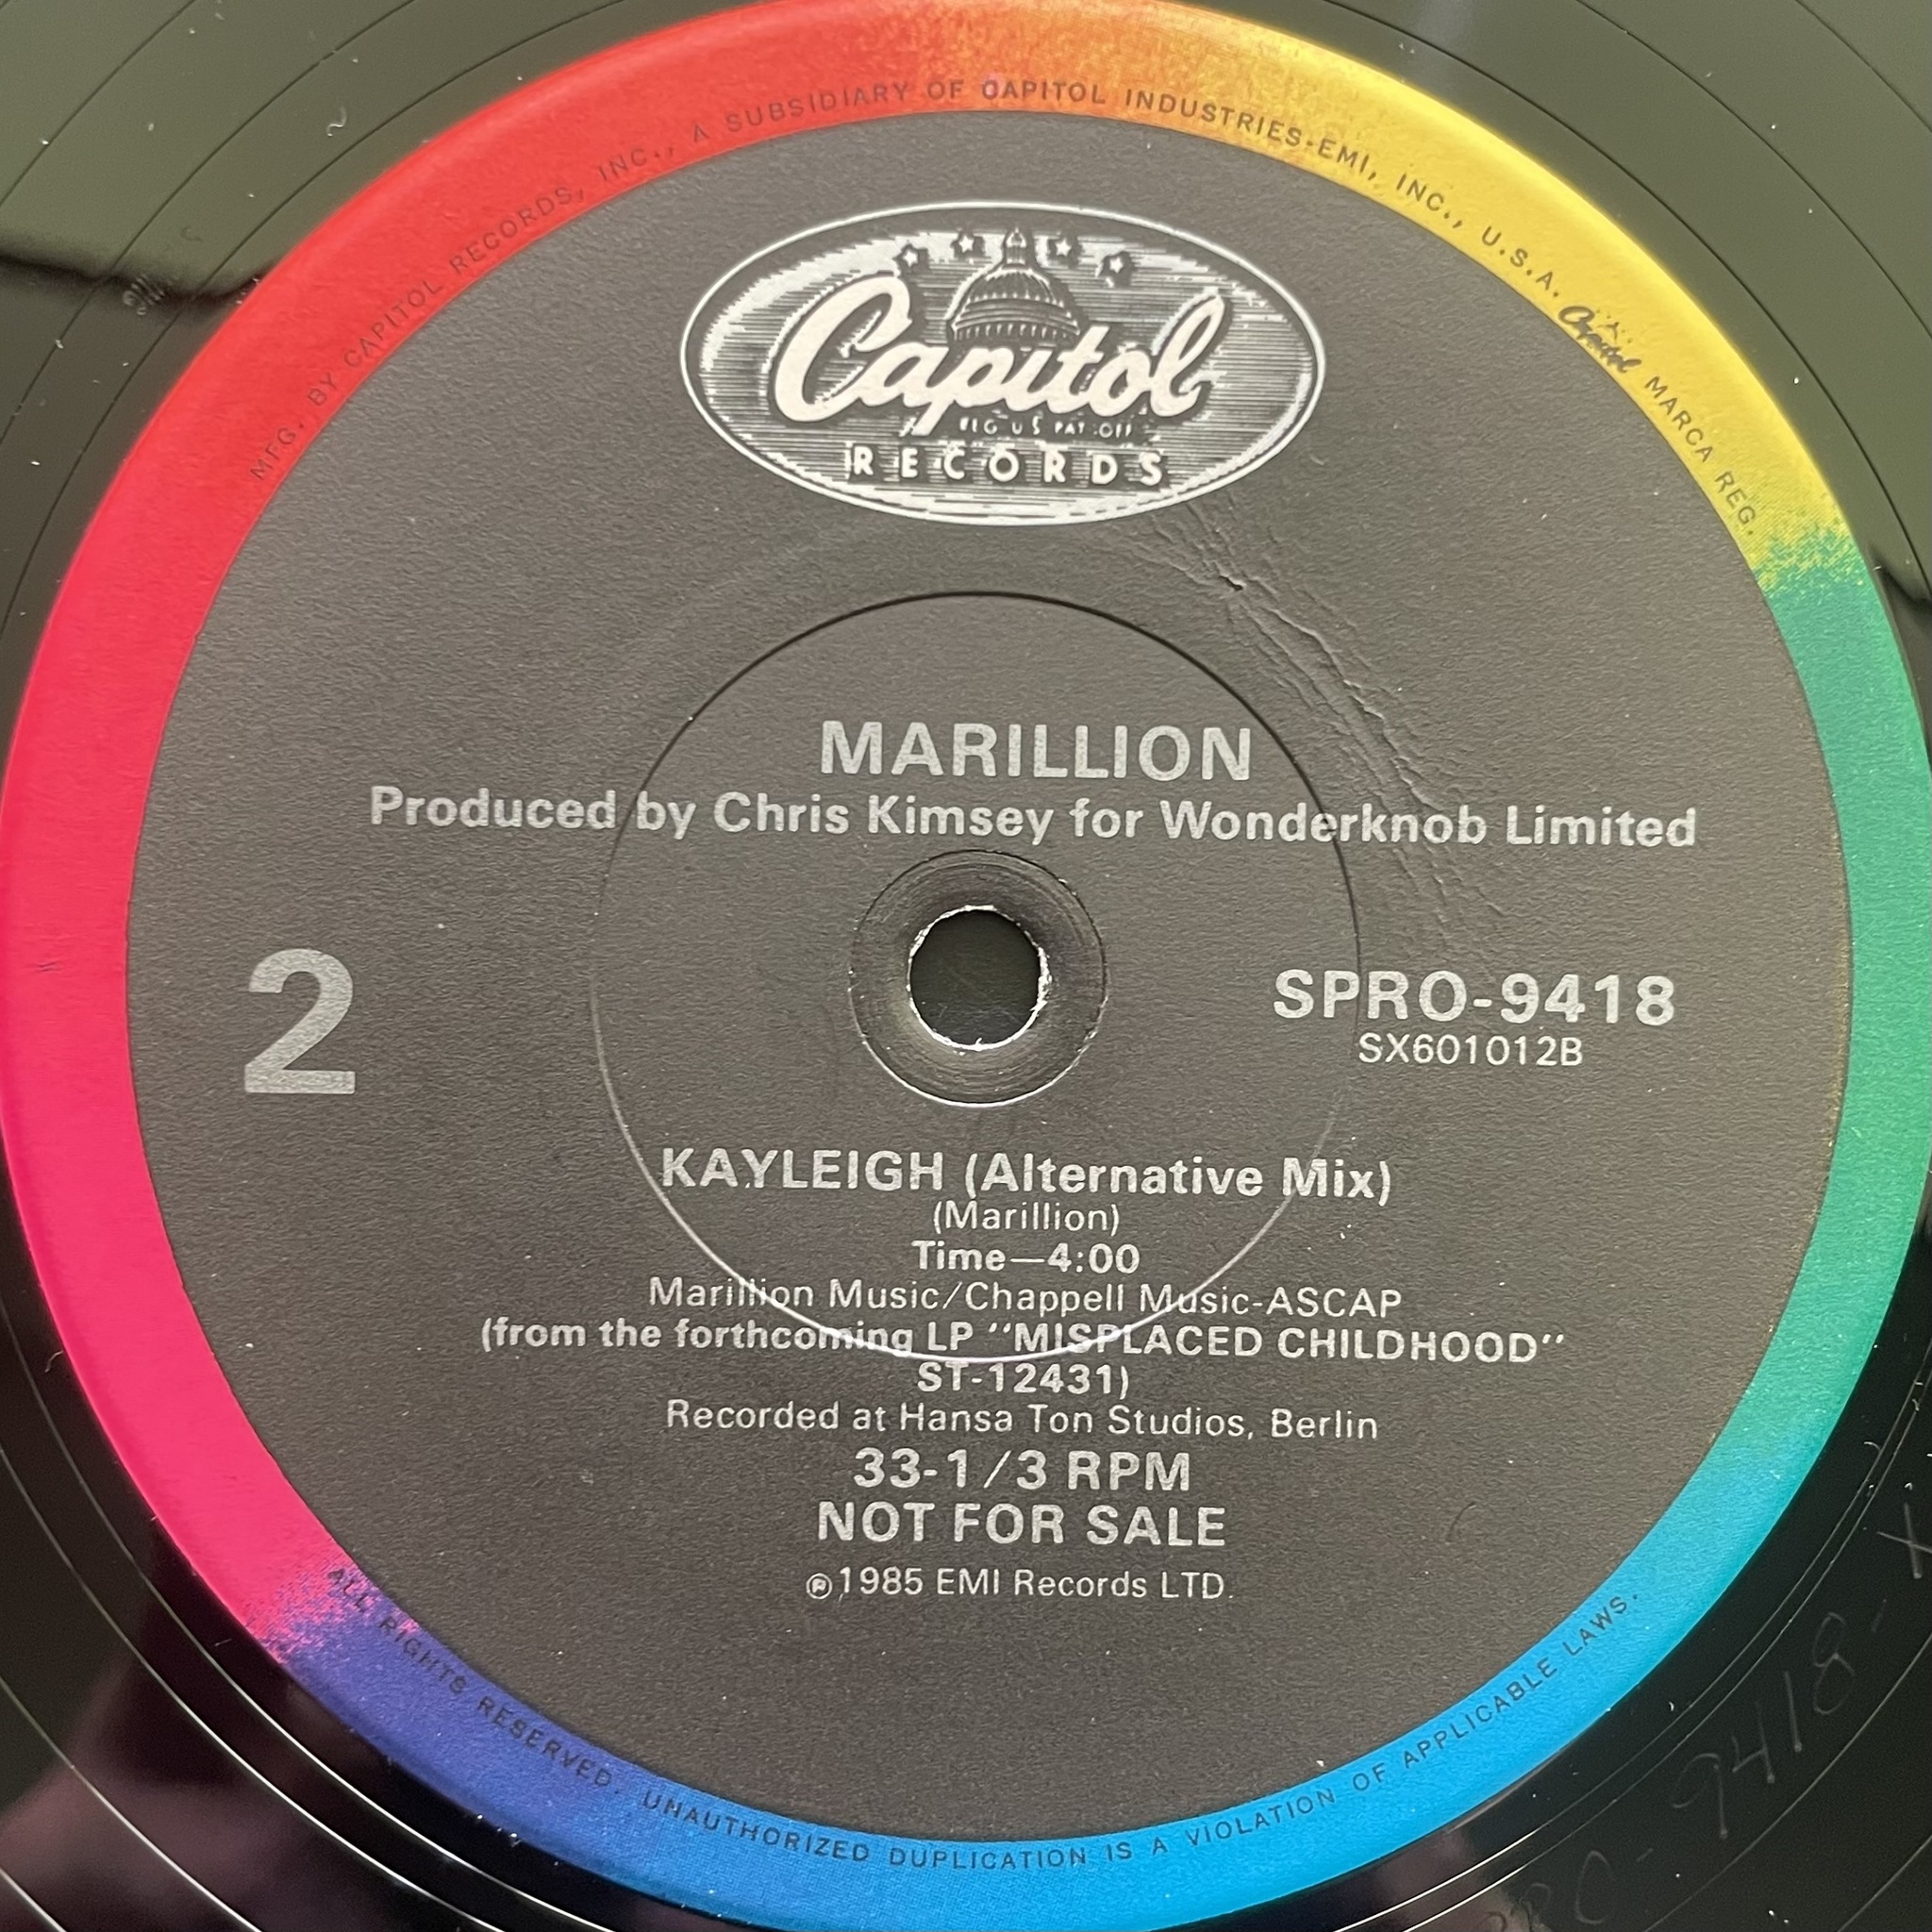 MFG. BY CAPITOL RECORDS, INC., A SUBSIDIARY OF CAPITOL INDUSTRIES-EMI, INC., U.S.A. Capitol MARCA REG.
Capitol
REG U S PAT OFF
RECORDS
MARILLION
Produced by Chris Kimsey for Wonderknob Limited
2
SPRO-9418
SX601012B
KAYLEIGH (Alternative Mix)
(Marillion)
Time—4:00
Marillion Music/Chappell Music-ASCAP
(from the forthcoming LP "MISPLACED CHILDHOOD"
ST-12431)
Recorded at Hansa Ton Studios, Berlin
33-1/3 RPM
NOT FOR SALE
℗1985 EMI Records LTD.
ALL RIGHTS RESERVED. UNAUTHORIZED DUPLICATION IS A VIOLATION OF APPLICABLE LAWS.
9418